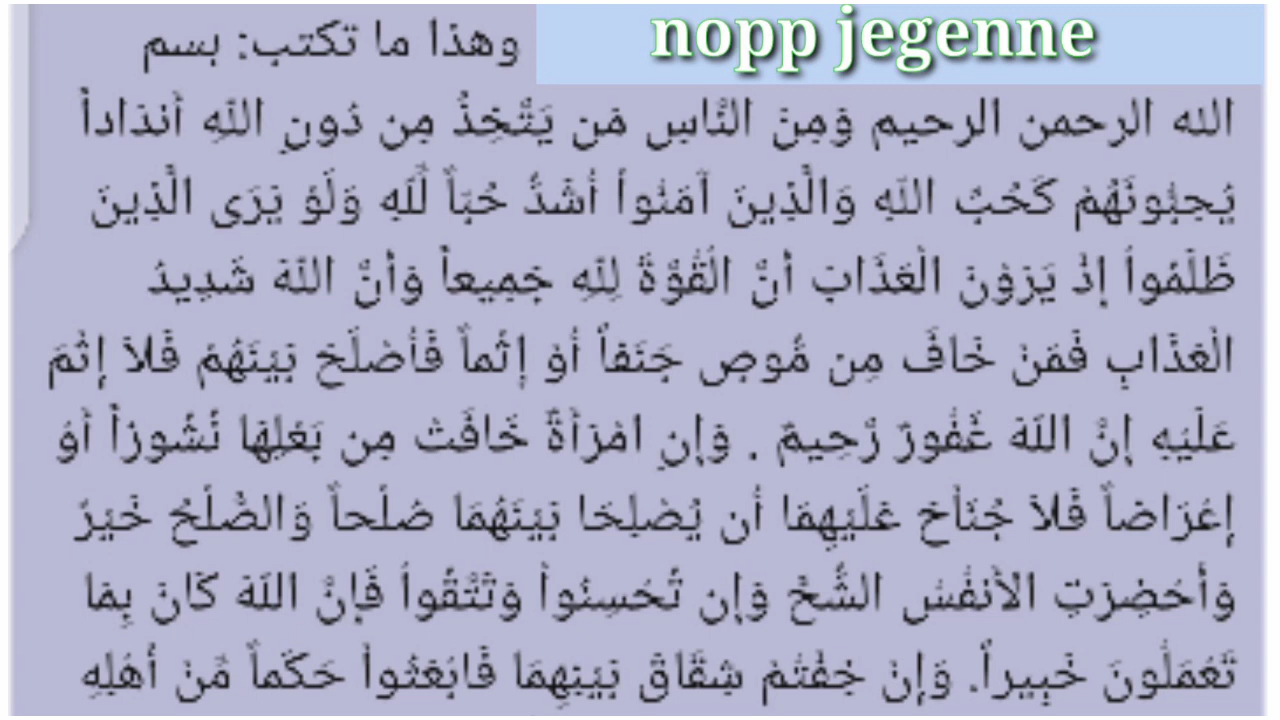 nopp jegenne
وهذا ما تكتب: بسم
الله الرحمن الرحيم وَمِنَ النَّاسِ مَن يَتَّخِذُ مِن دُونِ اللّهِ أَندَاداً
يُحِبُّونَهُمْ كَحُبِّ اللّهِ وَالَّذِينَ آمَنُواْ أَشَدُّ حُبّاً لِّلّهِ وَلَوْ يَرَى الَّذِينَ
ظَلَمُواْ إِذْ يَرَوْنَ الْعَذَابَ أَنَّ الْقُوَّةَ لِلّهِ جَمِيعاً وَأَنَّ اللّهَ شَدِيدُ
الْعَذَابِ فَمَنْ خَافَ مِن مُّوصٍ جَنَفاً أَوْ إِثْماً فَأَصْلَحَ بَيْنَهُمْ فَلاَ إِثْمَ
عَلَيْهِ إِنَّ اللّهَ غَفُورٌ رَّحِيمٌ . وَإِنِ امْرَأَةٌ خَافَتْ مِن بَعْلِهَا نُشُوزاً أَوْ
إِعْرَاضاً فَلاَ جُنَاْحَ عَلَيْهِمَا أَن يُصْلِحَا بَيْنَهُمَا صُلْحاً وَالصُّلْحُ خَيْرٌ
وَأُحْضِرَتِ الأَنفُسُ الشُّحَّ وَإِن تُحْسِنُواْ وَتَتَّقُواْ فَإِنَّ اللّهَ كَانَ بِمَا
تَعْمَلُونَ خَبِيراً. وَإِنْ خِفْتُمْ شِقَاقَ بَيْنِهِمَا فَابْعَثُواْ حَكَماً مِّنْ أَهْلِهِ